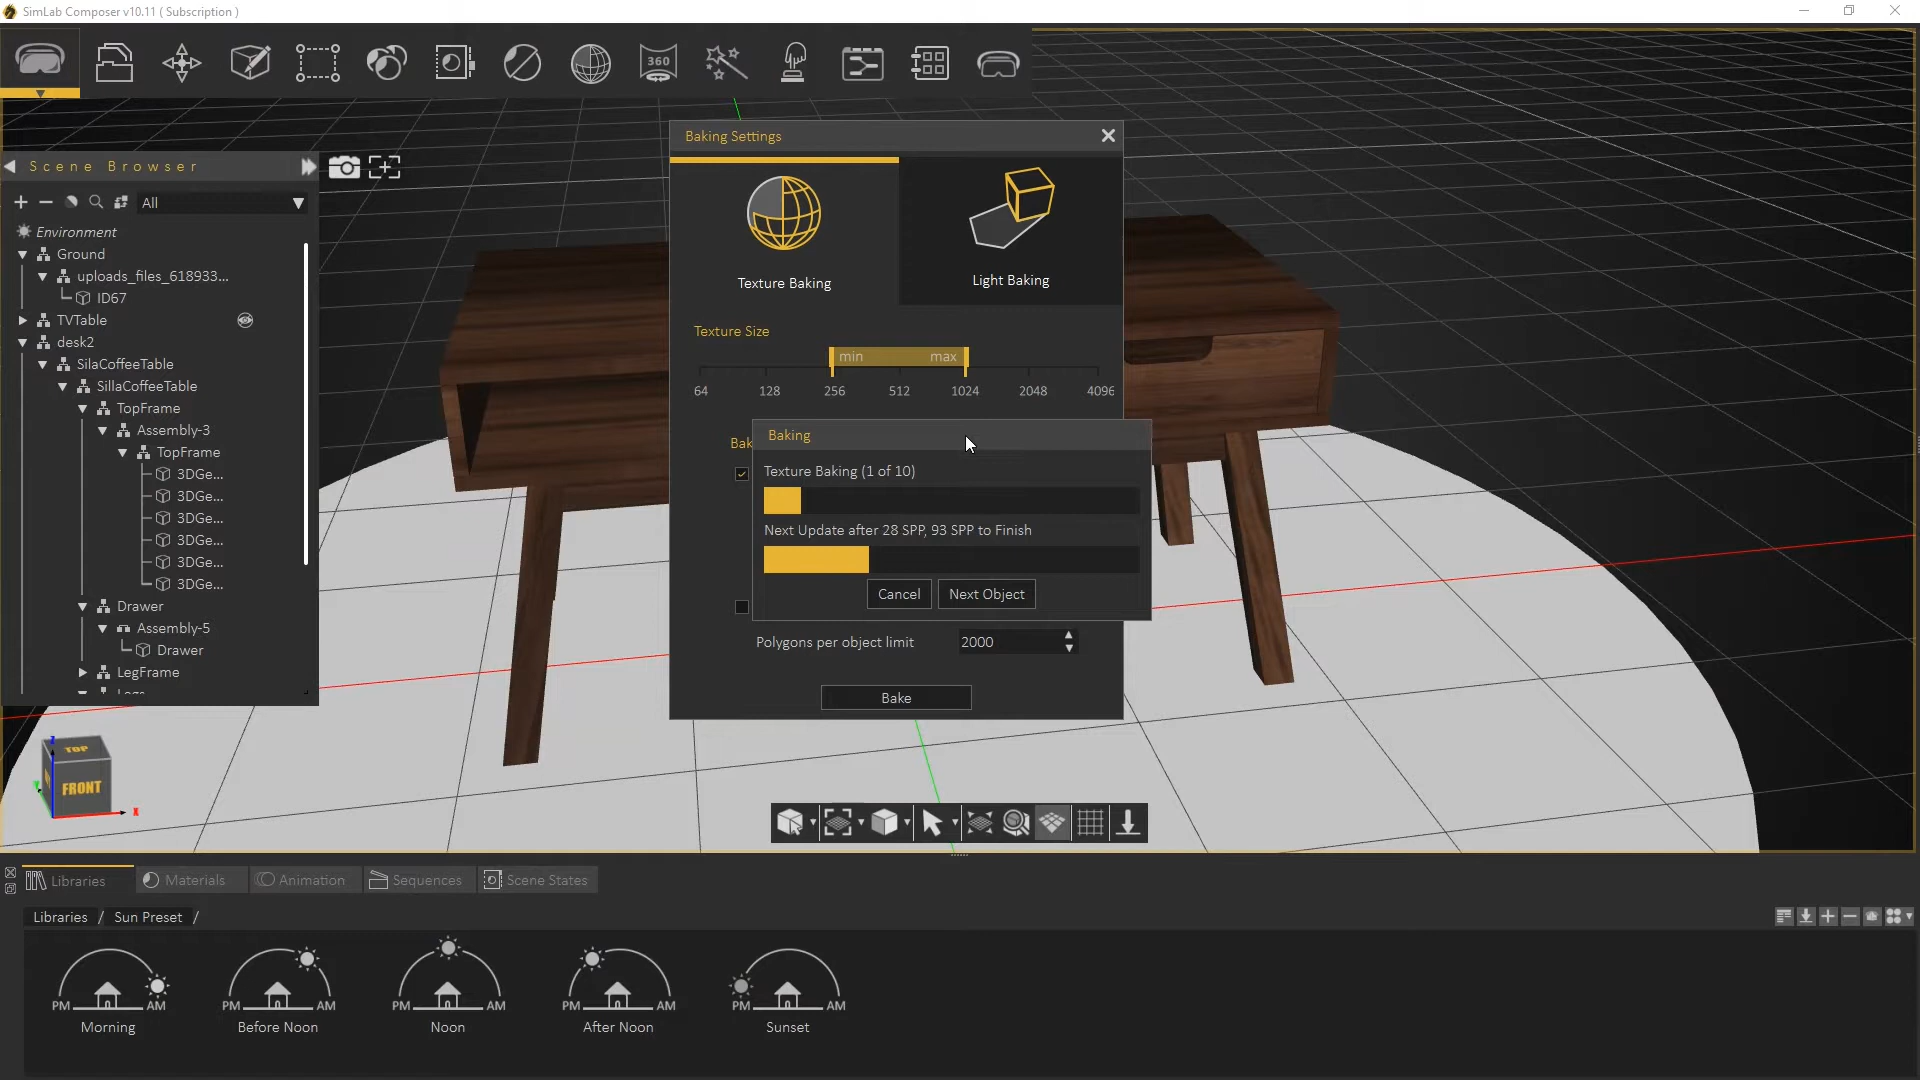 SimLab Composer v10.11 ( Subscription )
360
Scene Browser
All
Environment
Ground
uploads_files_618933...
ID67
TVTable
desk2
SilaCoffeeTable
SillaCoffeeTable
TopFrame
Assembly-3
TopFrame
3DGe...
3DGe...
3DGe...
3DGe...
3DGe...
3DGe...
Drawer
Assembly-5
Drawer
LegFrame
Baking Settings
Texture Baking
Light Baking
Texture Size
min max
64 128 256 512 1024 2048 4096
Bak
Baking
Texture Baking (1 of 10)
Next Update after 28 SPP, 93 SPP to Finish
Cancel Next Object
Polygons per object limit 2000
Bake
TOP
FRONT
X
Libraries Materials Animation Sequences Scene States
Libraries / Sun Preset /
PM AM PM AM PM AM PM AM PM AM
Morning Before Noon Noon After Noon Sunset